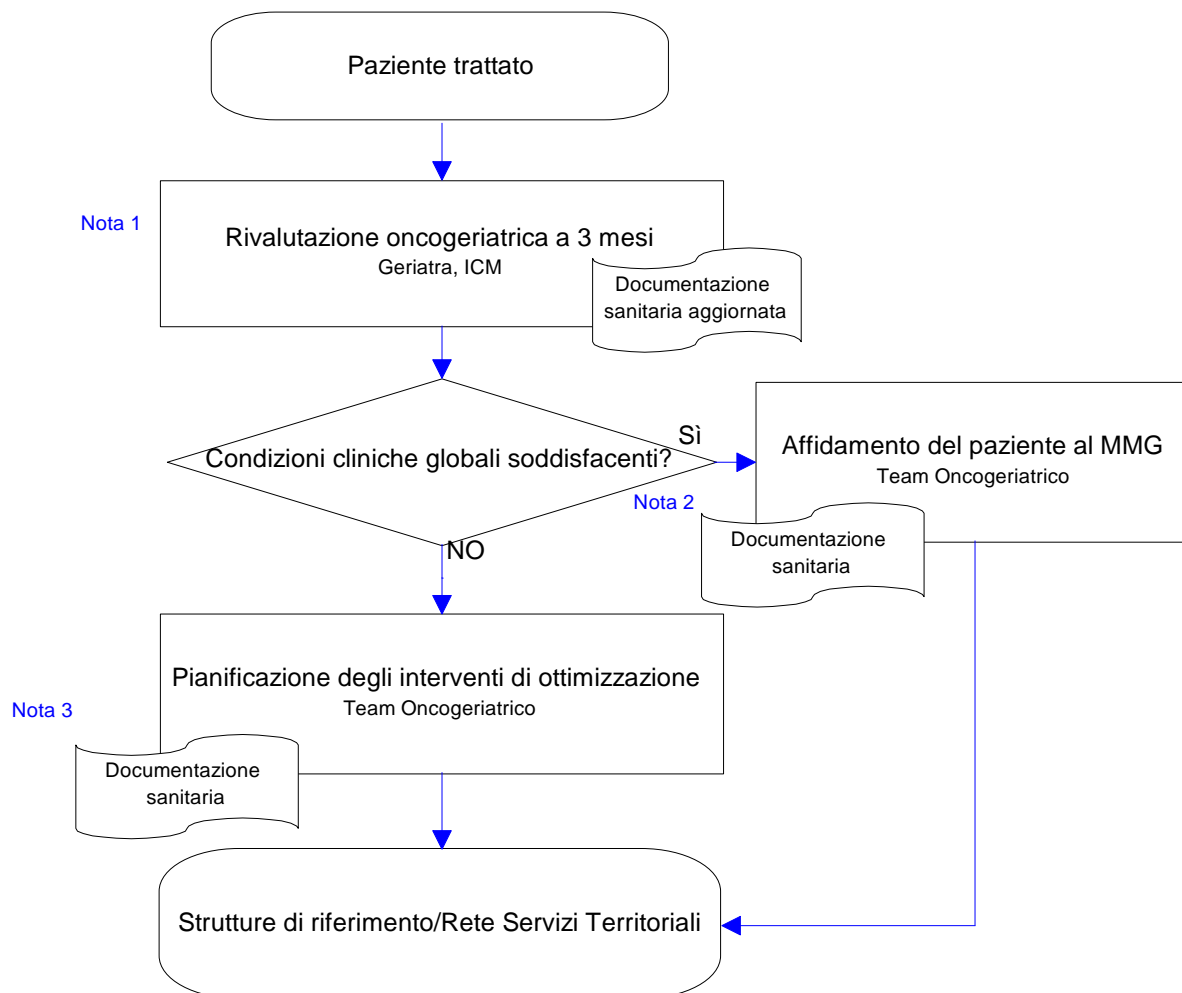 Paziente trattato
Nota 1
Rivalutazione oncogeriatrica a 3 mesi
Geriatra, ICM
Documentazione
sanitaria aggiornata
Condizioni cliniche globali soddisfacenti?
Sì
Nota 2
Affidamento del paziente al MMG
Team Oncogeriatrico
Documentazione
sanitaria
NO
Pianificazione degli interventi di ottimizzazione
Team Oncogeriatrico
Nota 3
Documentazione
sanitaria
Strutture di riferimento/Rete Servizi Territoriali